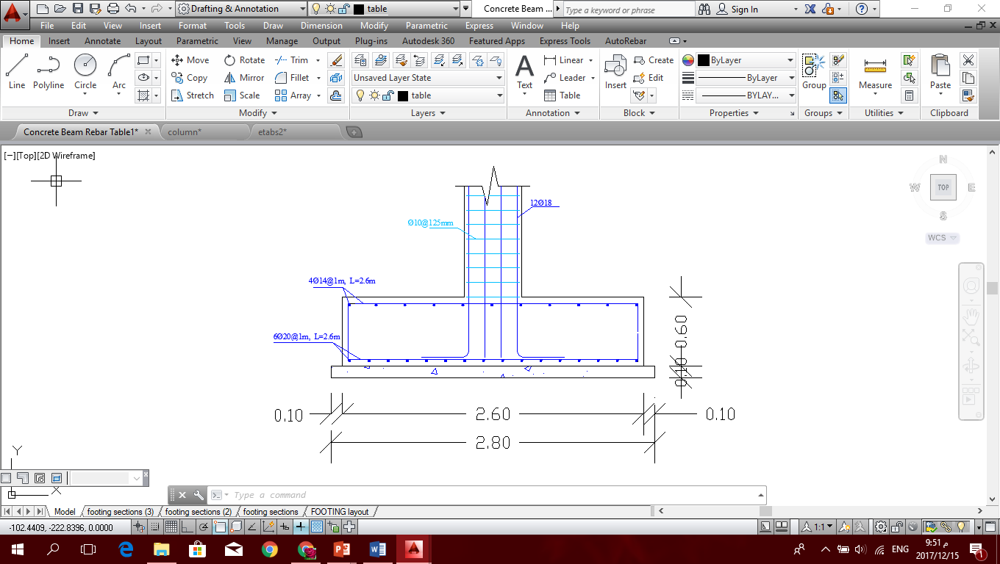 Drafting & Annotation table Concrete Beam ... Type a keyword or phrase Sign In
File Edit View Insert Format Tools Draw Dimension Modify Parametric Express Window Help
Home Insert Annotate Layout Parametric View Manage Output Plug-ins Autodesk 360 Featured Apps Express Tools AutoRebar
Line Polyline Circle Arc
Move Rotate Trim
Copy Mirror Fillet
Stretch Scale Array
Unsaved Layer State
table
Text
Linear
Leader
Table
Insert
Create
Edit
ByLayer
ByLayer
BYLAY...
Group
Measure
Paste
Draw Modify Layers Annotation Block Properties Groups Utilities Clipboard
Concrete Beam Rebar Table1* column* etabs2*
[−][Top][2D Wireframe]
N
W TOP E
S
WCS
12Ø18
Ø10@125mm
4Ø14@1m, L=2.6m
6Ø20@1m, L=2.6m
0.60
0.10
0.10 2.60 0.10
2.80
Y
X
Type a command
Model footing sections (3) footing sections (2) footing sections FOOTING layout
-102.4409, -222.8396, 0.0000 1:1
ENG
9:51 م
2017/12/15
1